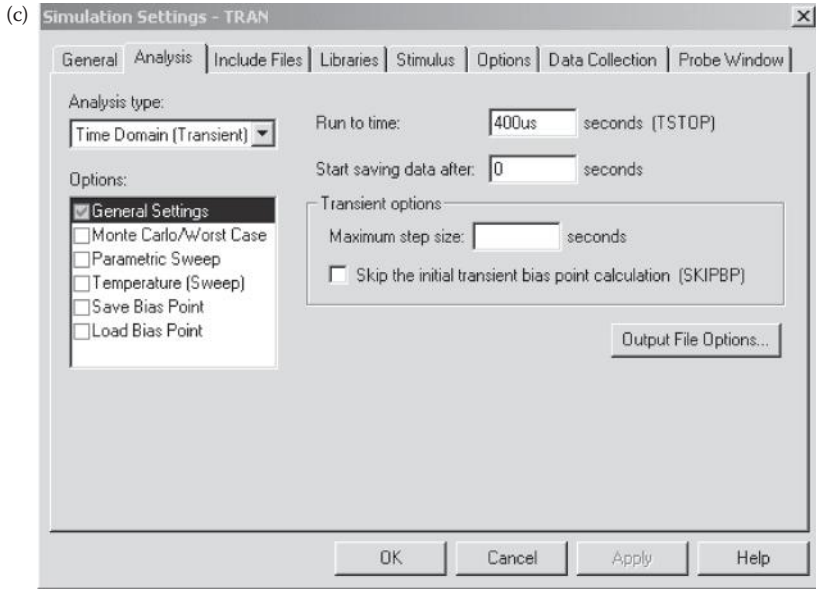 (c)
Simulation Settings - TRAN
General Analysis Include Files Libraries Stimulus Options Data Collection Probe Window
Analysis type:
Time Domain (Transient)
Options:
General Settings
Monte Carlo/Worst Case
Parametric Sweep
Temperature (Sweep)
Save Bias Point
Load Bias Point
Run to time: 400us seconds (TSTOP)
Start saving data after: 0 seconds
Transient options
Maximum step size: seconds
Skip the initial transient bias point calculation (SKIPBP)
Output File Options...
OK Cancel Apply Help